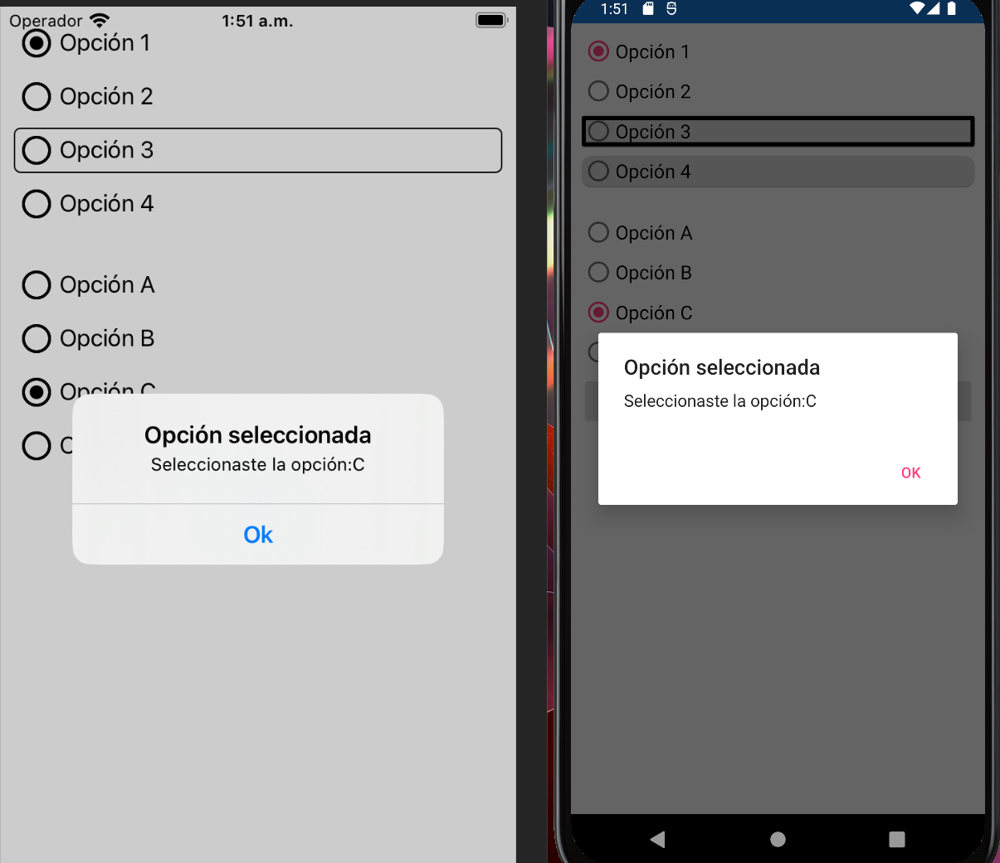 Operador 1:51 a.m.
Opción 1
Opción 2
Opción 3
Opción 4
Opción A
Opción B
Opción C
Opción seleccionada
Seleccionaste la opción:C
Ok
1:51
Opción 1
Opción 2
Opción 3
Opción 4
Opción A
Opción B
Opción C
Opción seleccionada
Seleccionaste la opción:C
OK